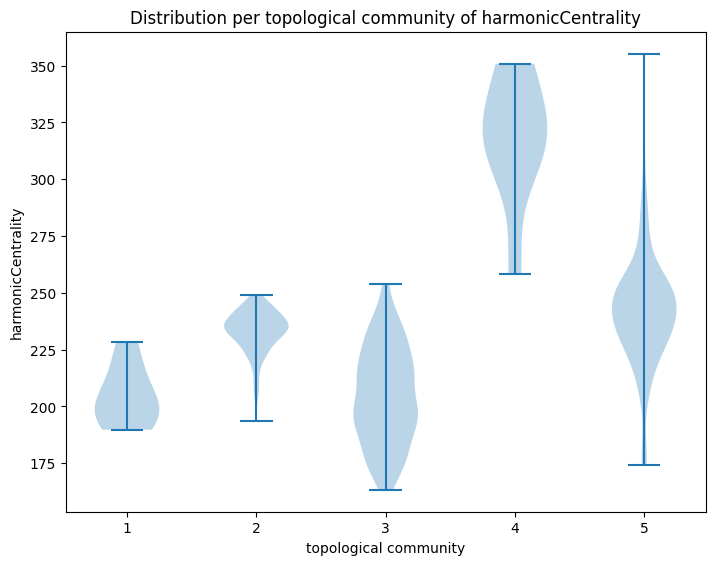 Distribution per topological community of harmonicCentrality
harmonicCentrality
350
325
300
275
250
225
200
175
1 2 3 4 5
topological community